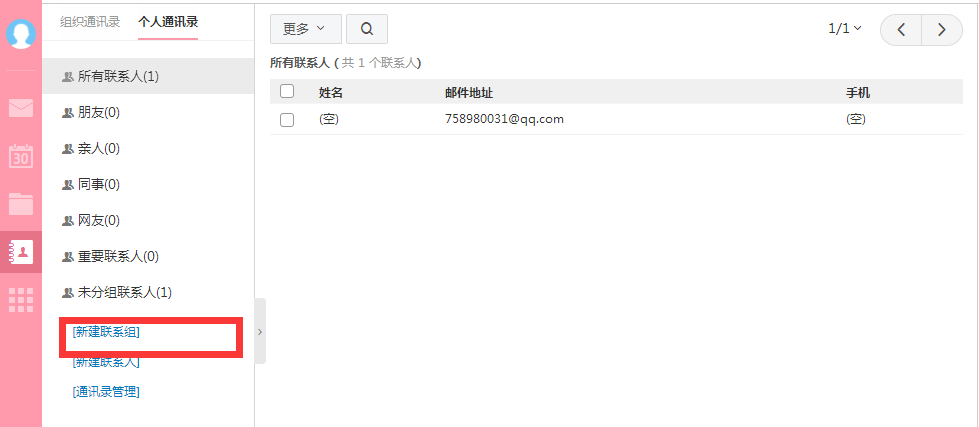 组织通讯录 个人通讯录
所有联系人(1)
朋友(0)
亲人(0)
30
同事(0)
网友(0)
重要联系人(0)
未分组联系人(1)
[新建联系组]
[新建联系人]
[通讯录管理]
更多 1/1
所有联系人 ( 共 1 个联系人)
姓名 邮件地址 手机
(空) 758980031@qq.com (空)